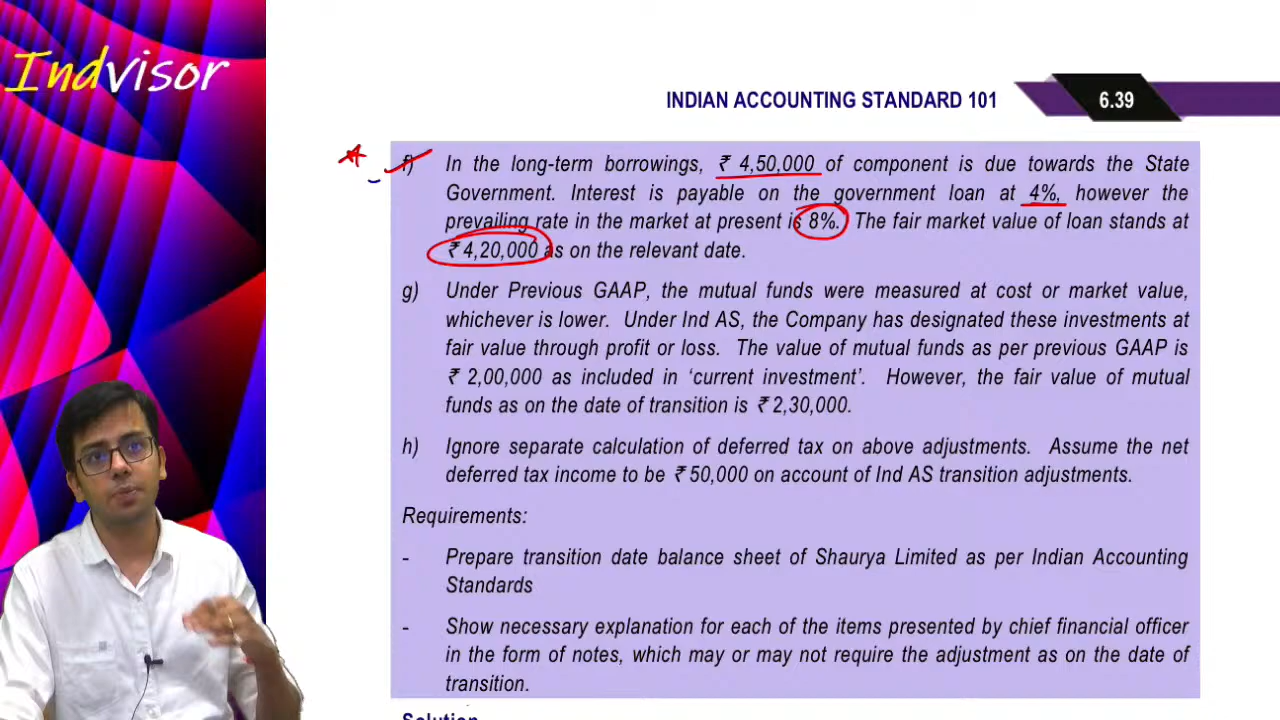 Indvisor
INDIAN ACCOUNTING STANDARD 101
6.39
f) In the long-term borrowings, ₹ 4,50,000 of component is due towards the State
Government. Interest is payable on the government loan at 4%, however the
prevailing rate in the market at present is 8%. The fair market value of loan stands at
₹ 4,20,000 as on the relevant date.
g) Under Previous GAAP, the mutual funds were measured at cost or market value,
whichever is lower. Under Ind AS, the Company has designated these investments at
fair value through profit or loss. The value of mutual funds as per previous GAAP is
₹ 2,00,000 as included in ‘current investment’. However, the fair value of mutual
funds as on the date of transition is ₹ 2,30,000.
h) Ignore separate calculation of deferred tax on above adjustments. Assume the net
deferred tax income to be ₹ 50,000 on account of Ind AS transition adjustments.
Requirements:
- Prepare transition date balance sheet of Shaurya Limited as per Indian Accounting
Standards
- Show necessary explanation for each of the items presented by chief financial officer
in the form of notes, which may or may not require the adjustment as on the date of
transition.
Solution